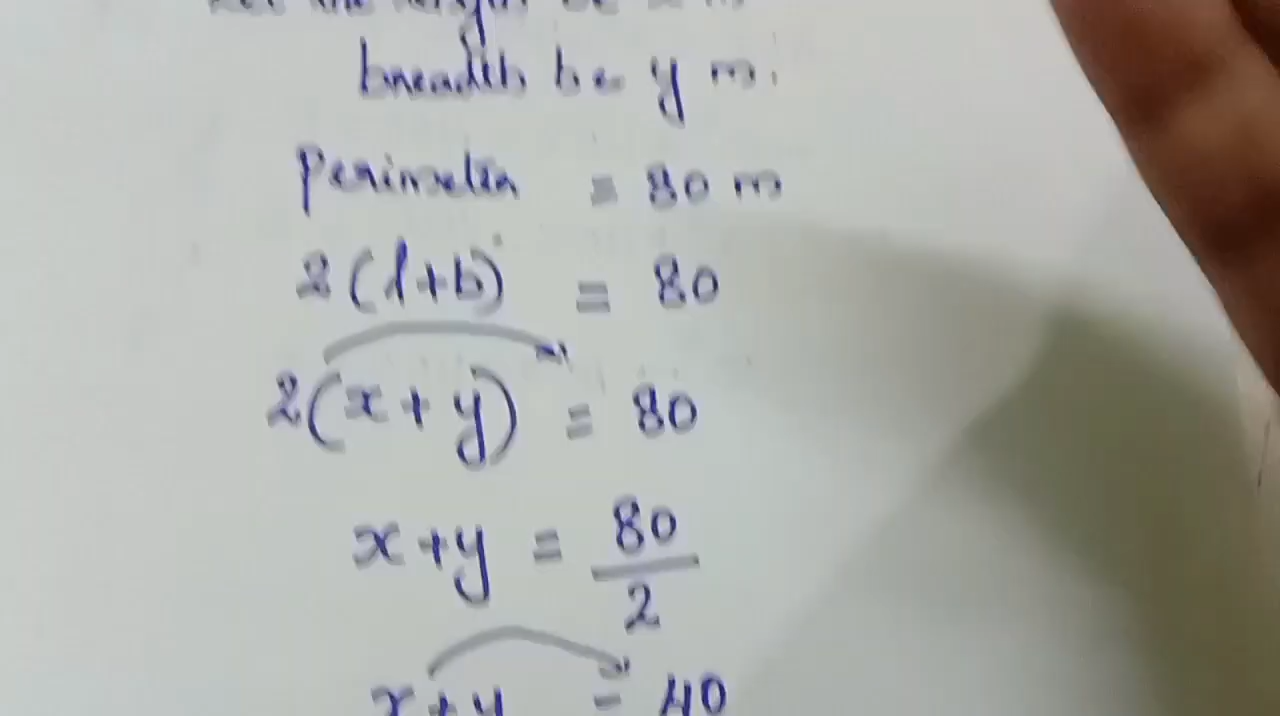 breadth be y m.
perimeter = 80 m
2(l+b) = 80
2(x+y) = 80
x+y = 80/2
x+y = 40